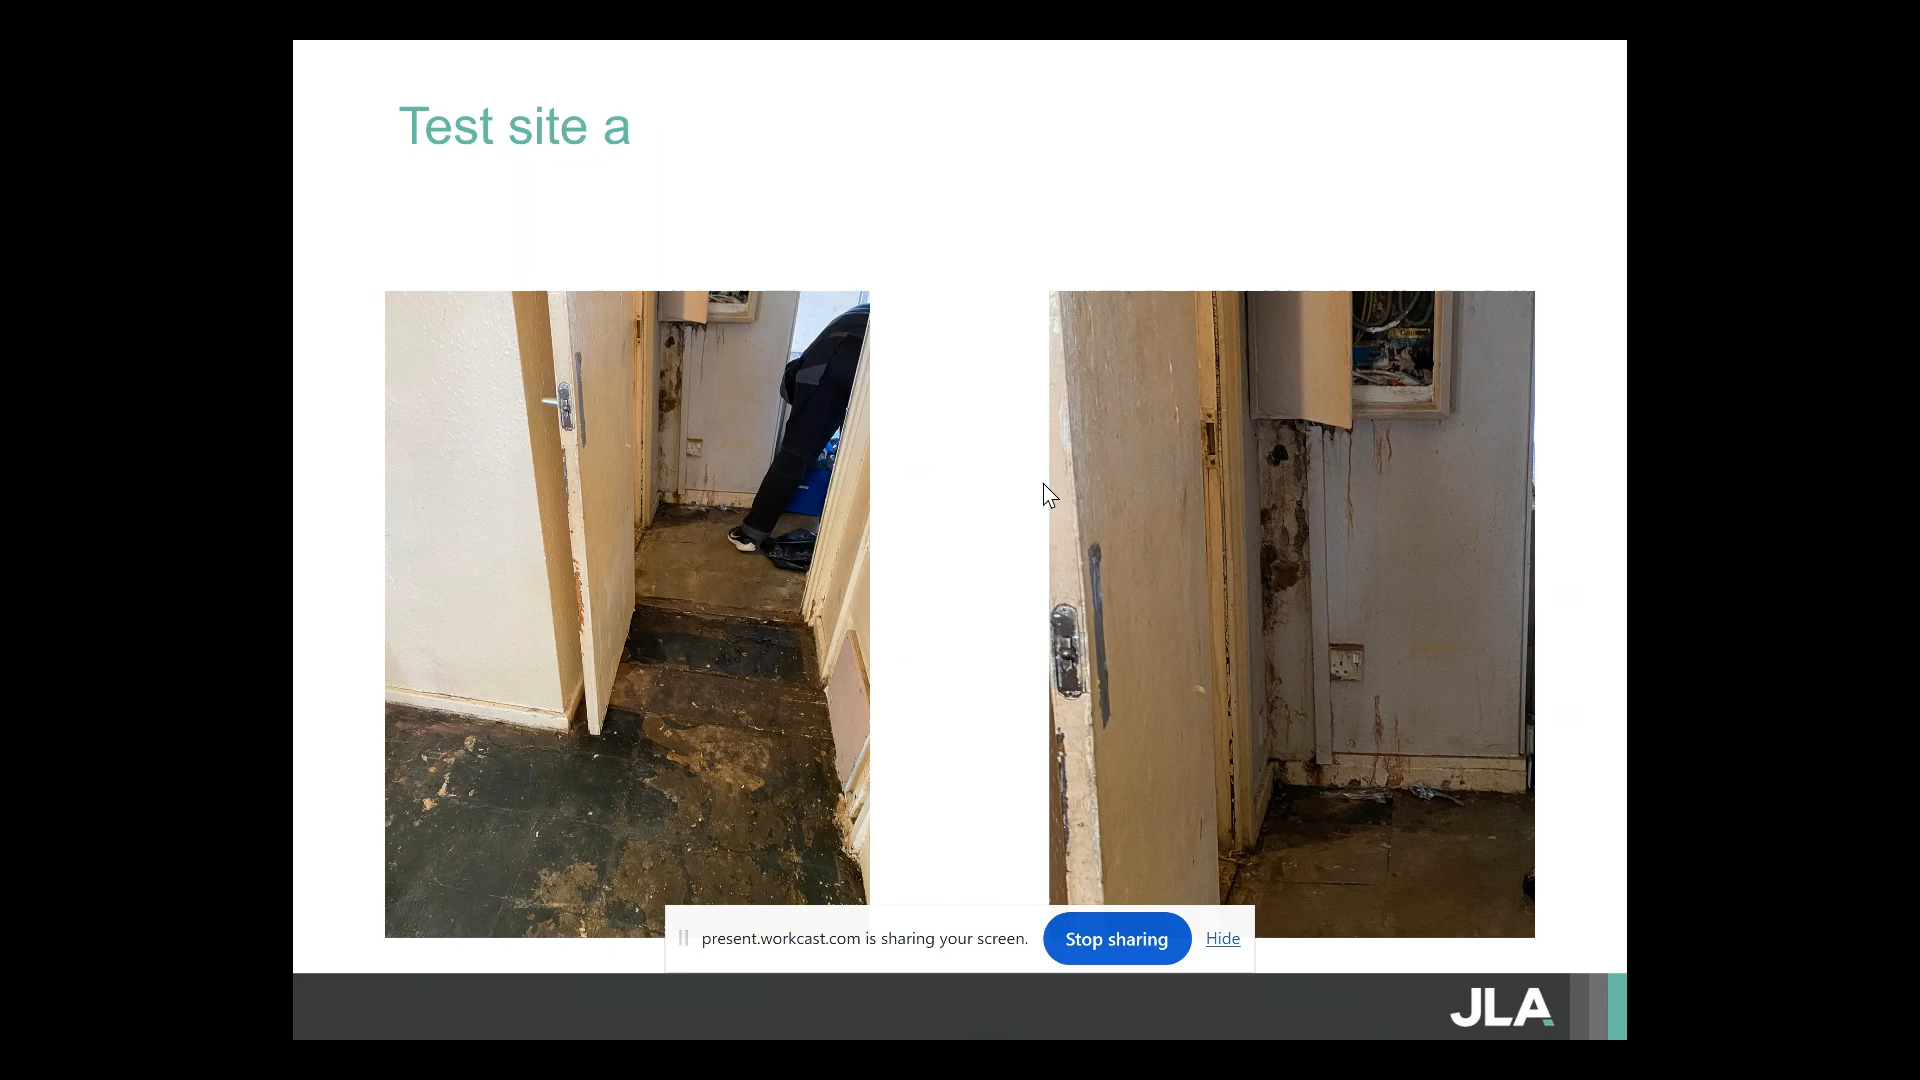 Test site a
present.workcast.com is sharing your screen.
Stop sharing
Hide
JLA